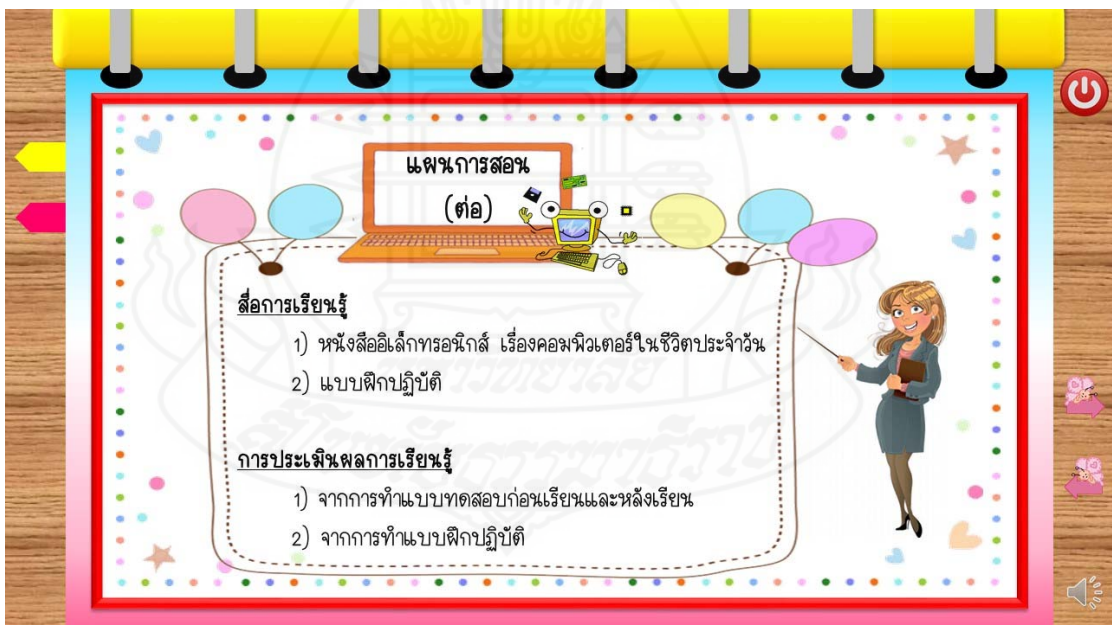 แผนการสอน
(ต่อ)
สื่อการเรียนรู้
1) หนังสืออิเล็กทรอนิกส์ เรื่องคอมพิวเตอร์ในชีวิตประจำวัน
2) แบบฝึกปฏิบัติ
การประเมินผลการเรียนรู้
1) จากการทำแบบทดสอบก่อนเรียนและหลังเรียน
2) จากการทำแบบฝึกปฏิบัติ